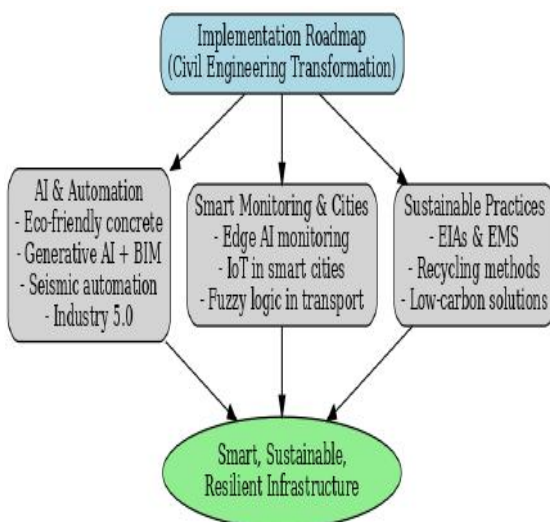 Implementation Roadmap
(Civil Engineering Transformation)
AI & Automation
- Eco-friendly concrete
- Generative AI + BIM
- Seismic automation
- Industry 5.0
Smart Monitoring & Cities
- Edge AI monitoring
- IoT in smart cities
- Fuzzy logic in transport
Sustainable Practices
- EIAs & EMS
- Recycling methods
- Low-carbon solutions
Smart, Sustainable,
Resilient Infrastructure